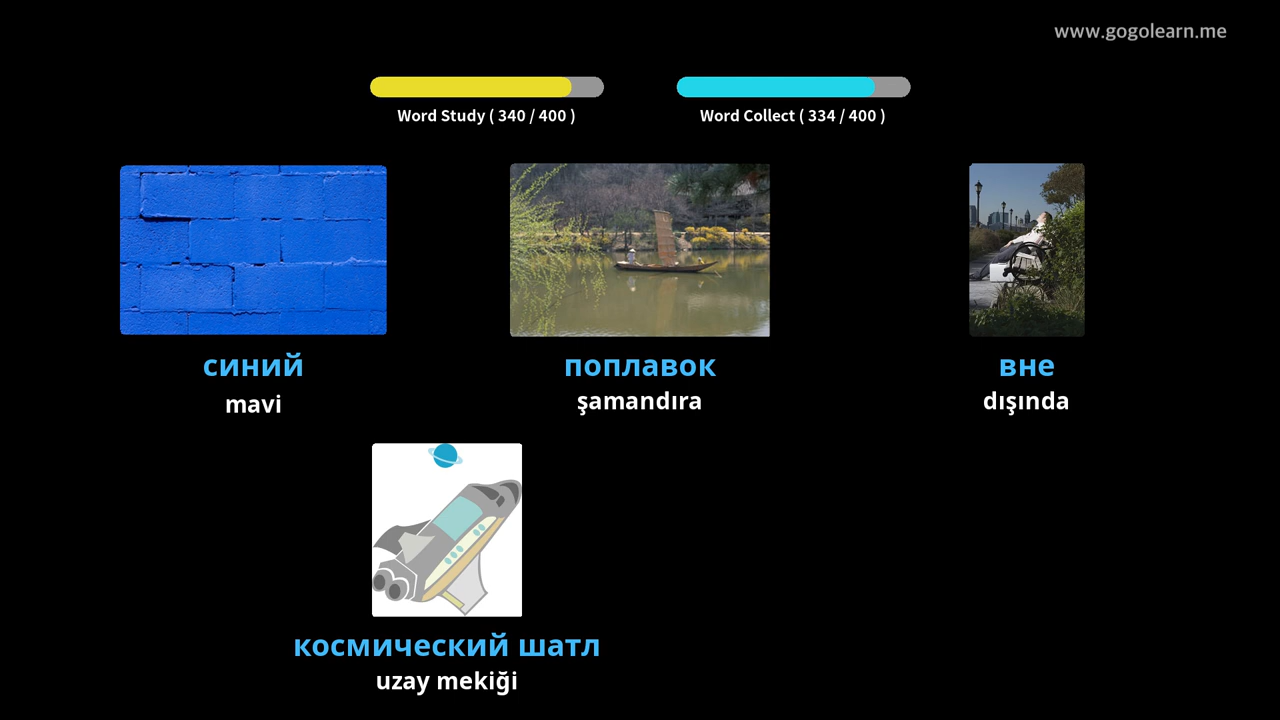 www.gogolearn.me
Word Study ( 340 / 400 )
Word Collect ( 334 / 400 )
синий
mavi
поплавок
şamandıra
вне
dışında
космический шатл
uzay mekiği